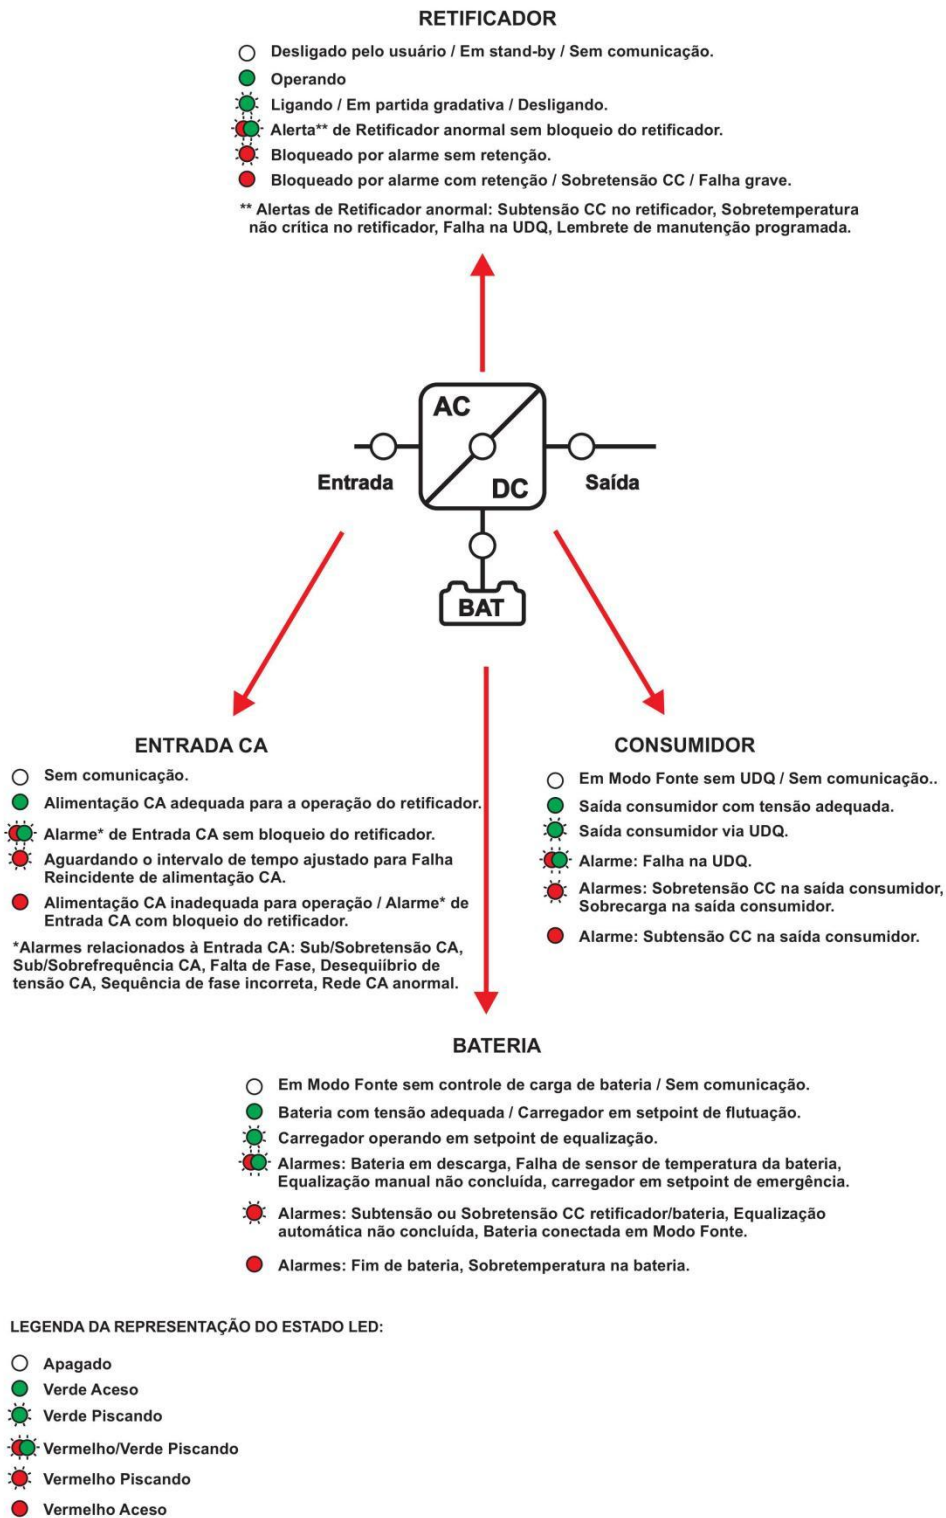 RETIFICADOR
Desligado pelo usuário / Em stand-by / Sem comunicação.
Operando
Ligando / Em partida gradativa / Desligando.
Alerta** de Retificador anormal sem bloqueio do retificador.
Bloqueado por alarme sem retenção.
Bloqueado por alarme com retenção / Sobretensão CC / Falha grave.
** Alertas de Retificador anormal: Subtensão CC no retificador, Sobretemperatura
não crítica no retificador, Falha na UDQ, Lembrete de manutenção programada.
AC
DC
Entrada
Saída
BAT
ENTRADA CA
Sem comunicação.
Alimentação CA adequada para a operação do retificador.
Alarme* de Entrada CA sem bloqueio do retificador.
Aguardando o intervalo de tempo ajustado para Falha
Reincidente de alimentação CA.
Alimentação CA inadequada para operação / Alarme* de
Entrada CA com bloqueio do retificador.
*Alarmes relacionados à Entrada CA: Sub/Sobretensão CA,
Sub/Sobrefrequência CA, Falta de Fase, Desequiíbrio de
tensão CA, Sequência de fase incorreta, Rede CA anormal.
CONSUMIDOR
Em Modo Fonte sem UDQ / Sem comunicação..
Saída consumidor com tensão adequada.
Saída consumidor via UDQ.
Alarme: Falha na UDQ.
Alarmes: Sobretensão CC na saída consumidor,
Sobrecarga na saída consumidor.
Alarme: Subtensão CC na saída consumidor.
BATERIA
Em Modo Fonte sem controle de carga de bateria / Sem comunicação.
Bateria com tensão adequada / Carregador em setpoint de flutuação.
Carregador operando em setpoint de equalização.
Alarmes: Bateria em descarga, Falha de sensor de temperatura da bateria,
Equalização manual não concluída, carregador em setpoint de emergência.
Alarmes: Subtensão ou Sobretensão CC retificador/bateria, Equalização
automática não concluída, Bateria conectada em Modo Fonte.
Alarmes: Fim de bateria, Sobretemperatura na bateria.
LEGENDA DA REPRESENTAÇÃO DO ESTADO LED:
Apagado
Verde Aceso
Verde Piscando
Vermelho/Verde Piscando
Vermelho Piscando
Vermelho Aceso